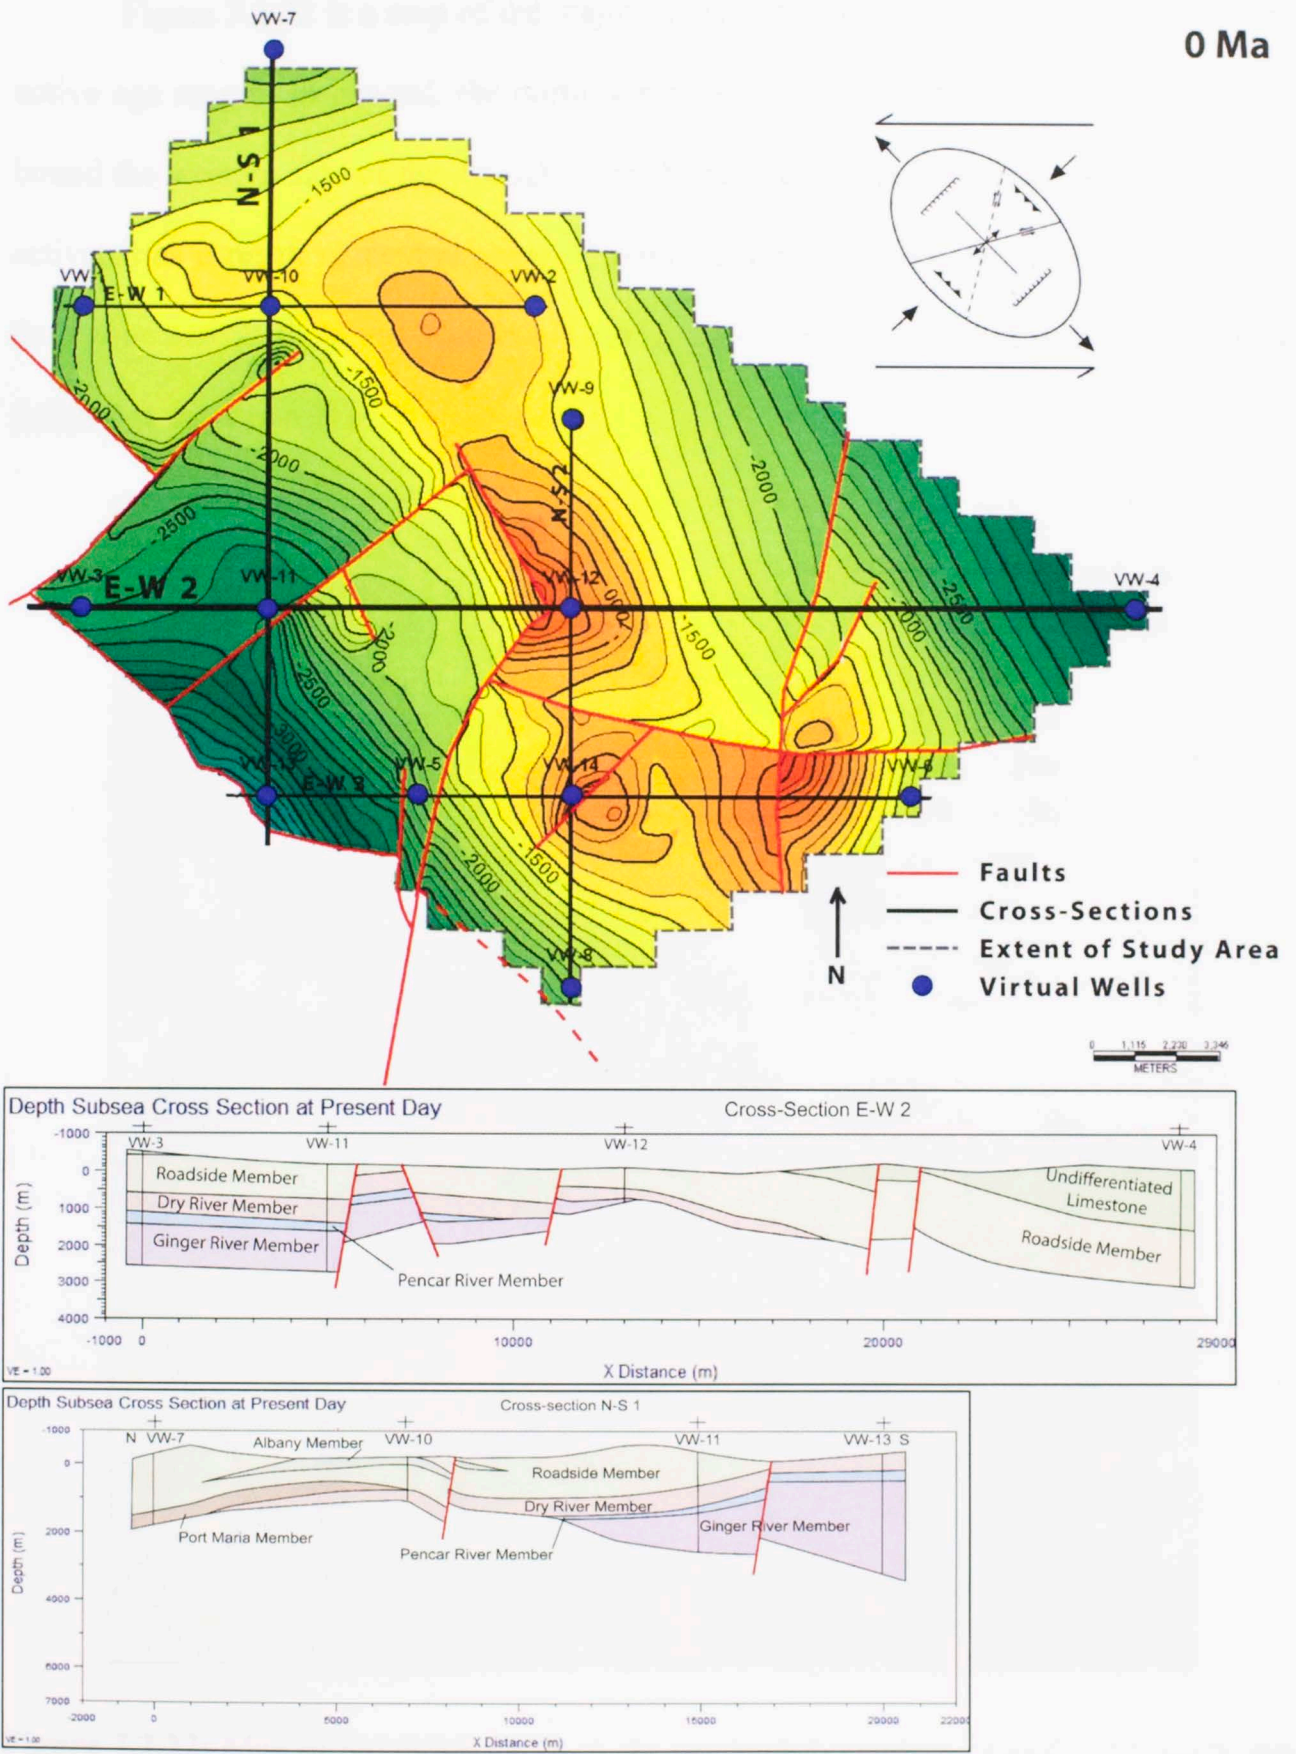 VW-7
0 Ma
N-S 1
-1500
VW-10
VW-2
E-W 1
-1500
VW-9
-2000
-2000
-2000
N-S 2
-2500
VW-3
E-W 2
VW-11
VW-12
VW-4
-2000
-2500
-1500
-2000
-2500
-3000
VW-13
E-W 3
VW-5
VW-14
-1500
-2000
VW-8
N
Faults
Cross-Sections
Extent of Study Area
Virtual Wells
0 1,115 2,230 3,346
METERS
Depth Subsea Cross Section at Present Day
Cross-Section E-W 2
-1000
VW-3
VW-11
VW-12
VW-4
0
Roadside Member
Undifferentiated
Limestone
1000
Dry River Member
2000
Ginger River Member
Roadside Member
3000
Pencar River Member
4000
Depth (m)
-1000 0 10000 20000 29000
X Distance (m)
VE = 1.00
Depth Subsea Cross Section at Present Day
Cross-section N-S 1
-1000
N VW-7
Albany Member
VW-10
VW-11
VW-13 S
0
Roadside Member
Dry River Member
2000
Ginger River Member
Port Maria Member
Pencar River Member
4000
6000
7000
Depth (m)
-2000 0 5000 10000 15000 20000 22000
X Distance (m)
VE = 1.00